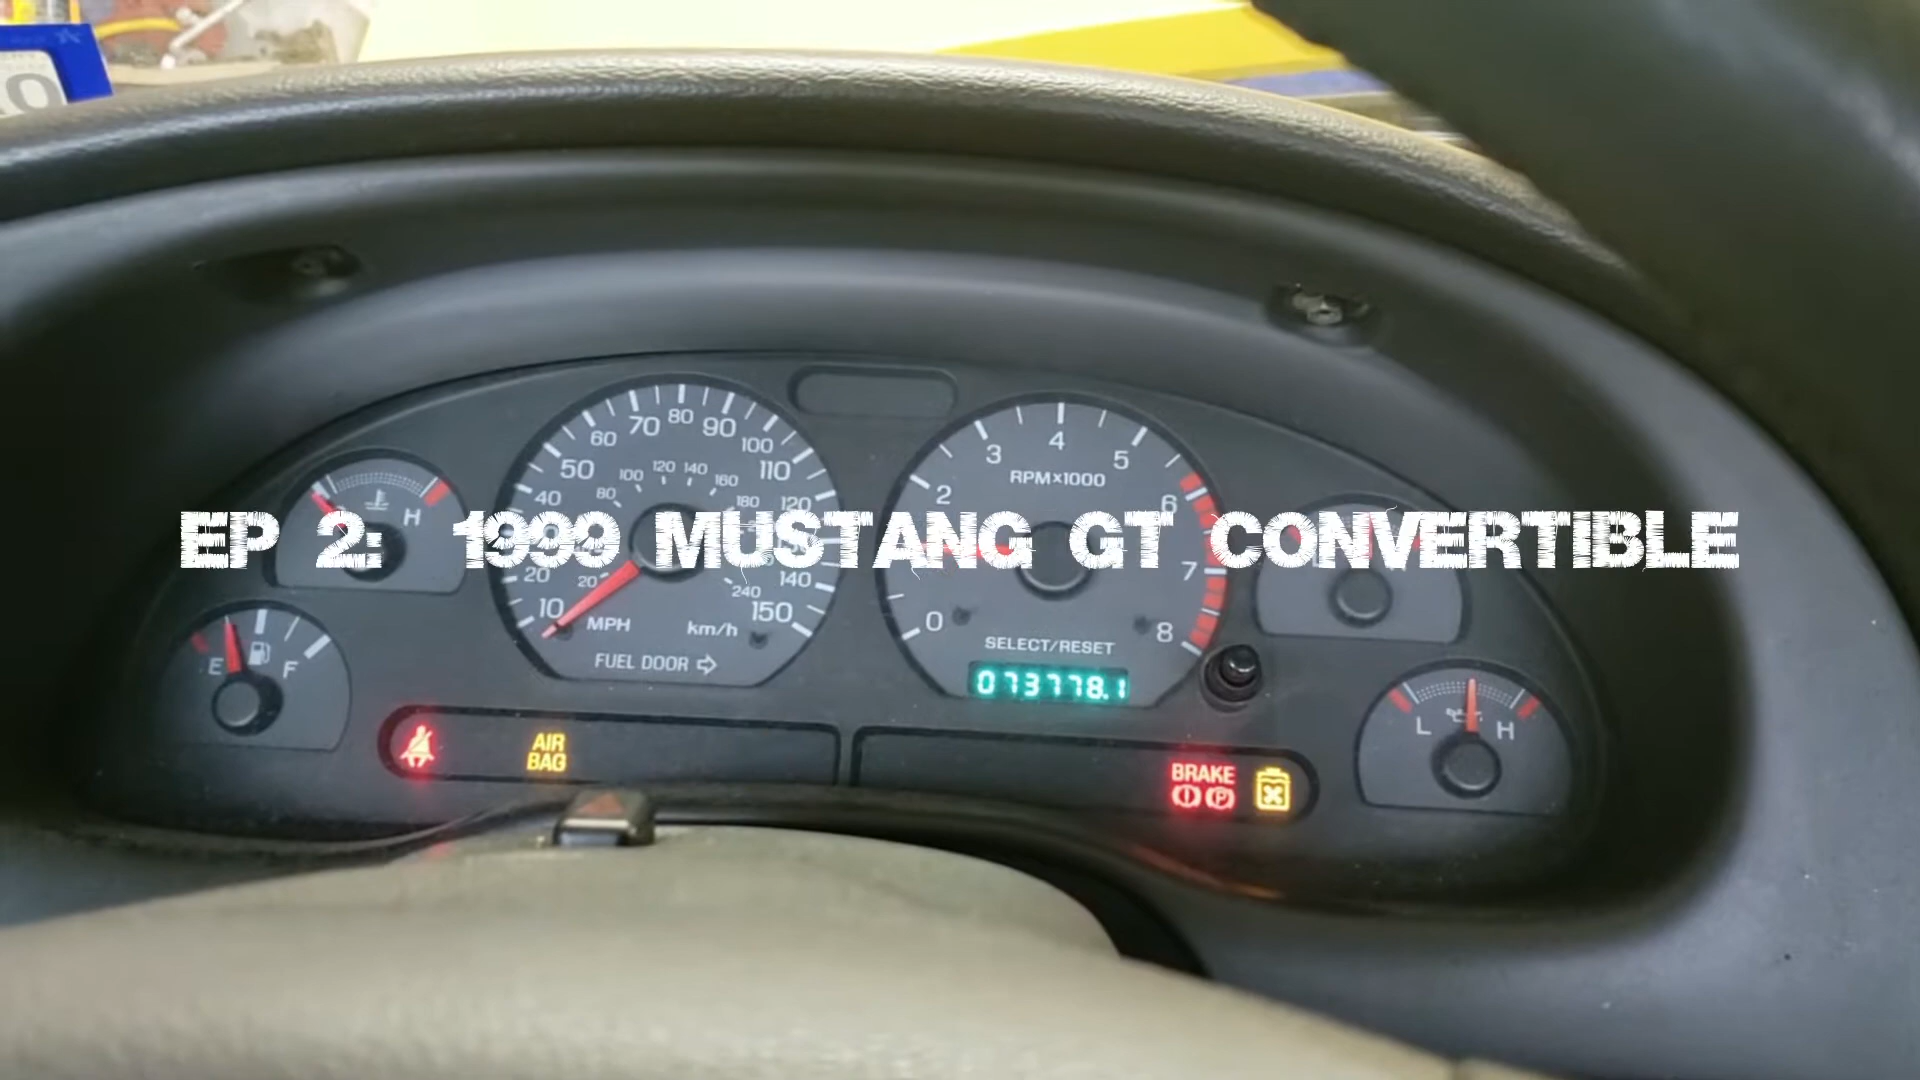 EP 2: 1999 MUSTANG GT CONVERTIBLE
70 80 90
60 100
50 110
40 120
100 120 140 160
80 180
20 140
20 240
10 150
MPH km/h
FUEL DOOR
H
E F
3 4 5
2 6
RPM×1000
7
0 8
SELECT/RESET
073778.1
L H
AIR
BAG
BRAKE
P